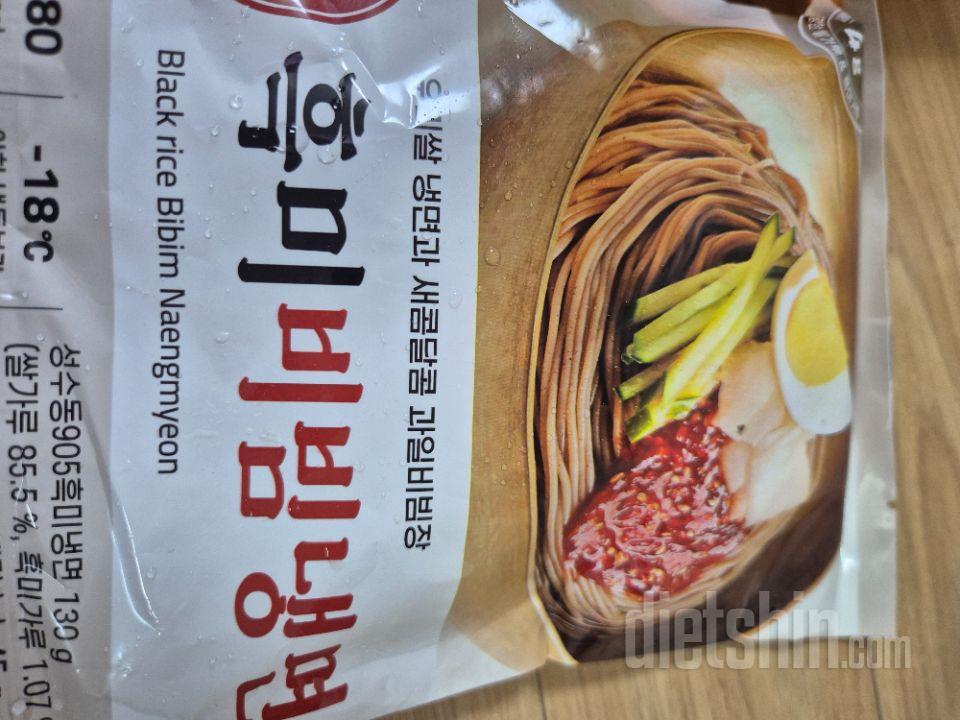 냉면과 새콤달콤 과일비빔장
흑미비빔냉면
Black rice Bibim Naengmyeon
80
-18℃
성수동905흑미냉면 130 g
(쌀가루 85.5 %, 흑미가루 1.07
dietshin.com